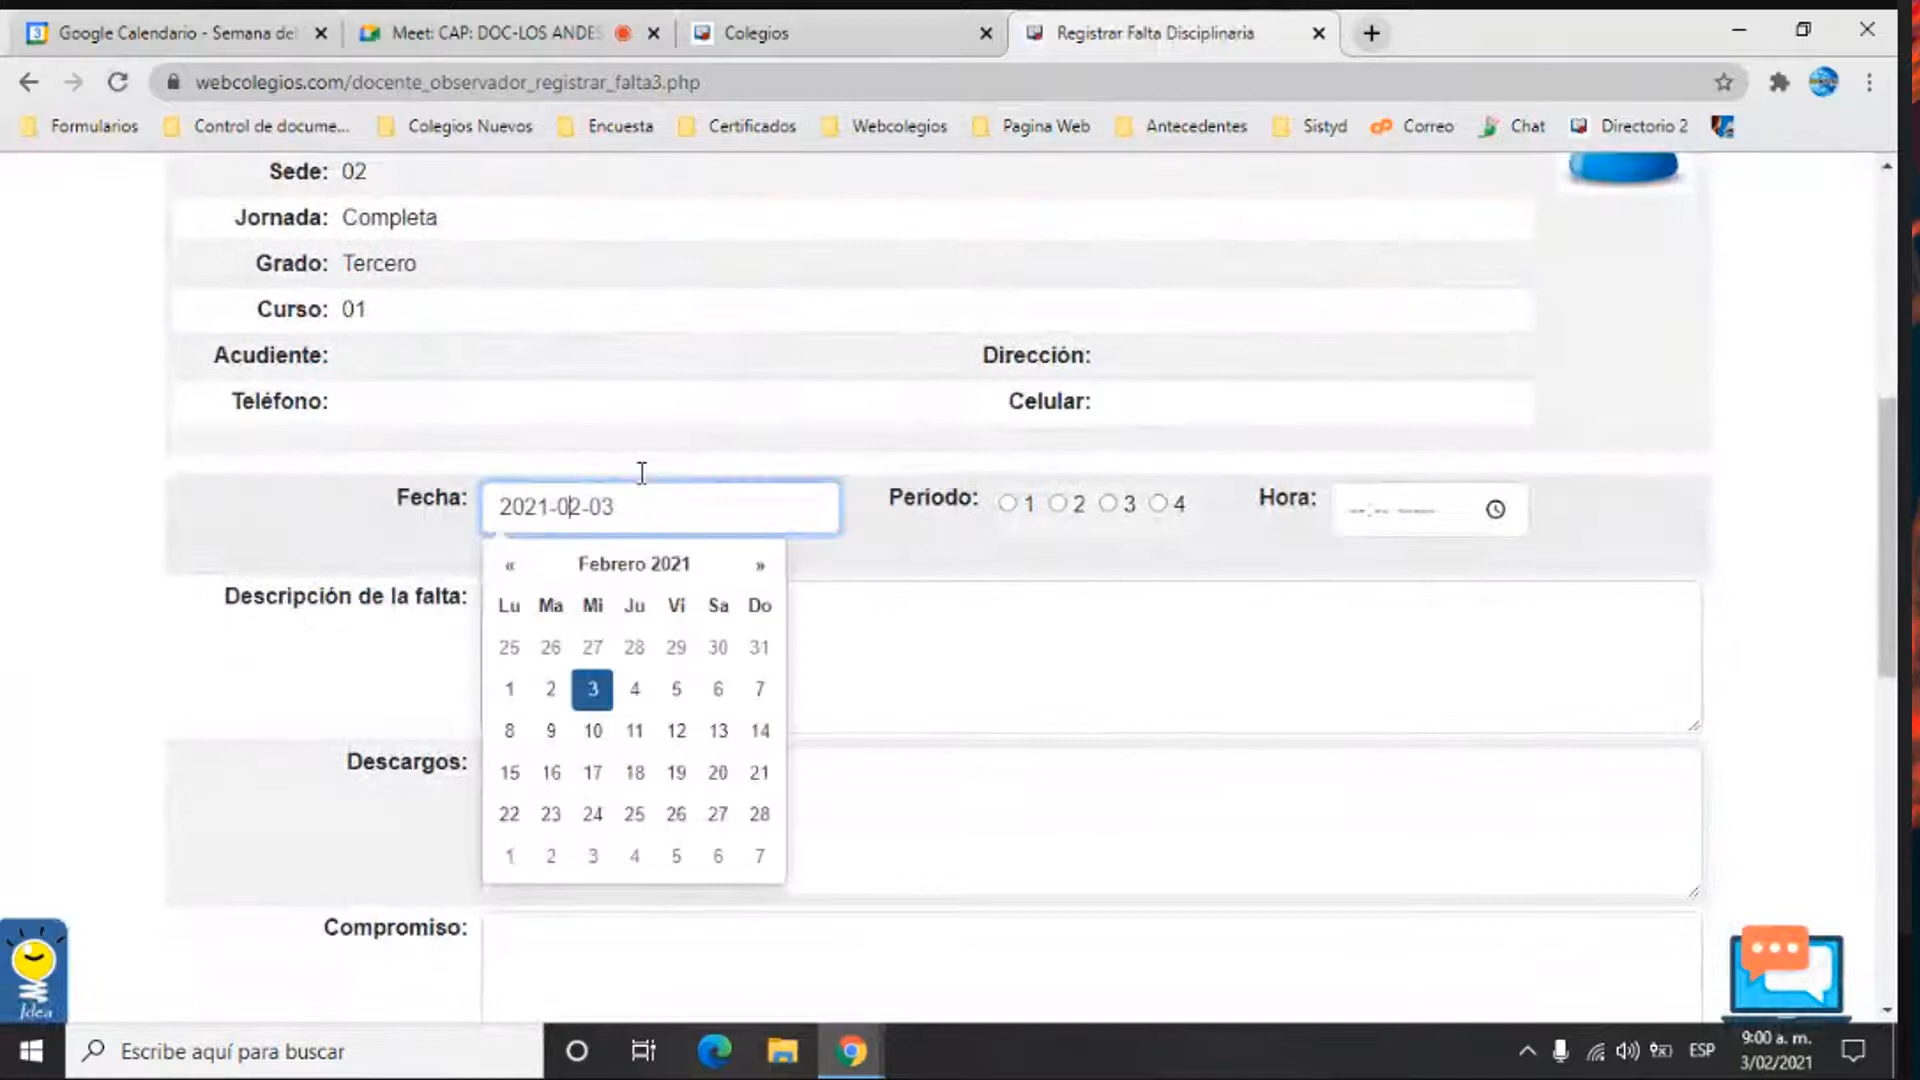 Google Calendario - Semana del
Meet: CAP: DOC-LOS ANDES
Colegios
Registrar Falta Disciplinaria
webcolegios.com/docente_observador_registrar_falta3.php
Formularios
Control de docume...
Colegios Nuevos
Encuesta
Certificados
Webcolegios
Pagina Web
Antecedentes
Sistyd
Correo
Chat
Directorio 2
Sede: 02
Jornada: Completa
Grado: Tercero
Curso: 01
Acudiente:
Dirección:
Teléfono:
Celular:
Fecha: 2021-02-03
Periodo: 1 2 3 4
Hora: --:-- ----
« Febrero 2021 »
Lu Ma Mi Ju Vi Sa Do
25 26 27 28 29 30 31
1 2 3 4 5 6 7
8 9 10 11 12 13 14
15 16 17 18 19 20 21
22 23 24 25 26 27 28
1 2 3 4 5 6 7
Descripción de la falta:
Descargos:
Compromiso:
Idea
Escribe aquí para buscar
ESP
9:00 a. m.
3/02/2021